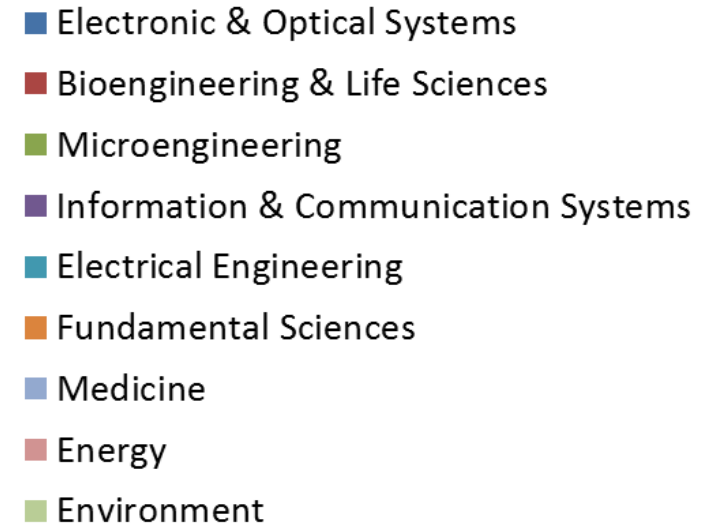 Electronic & Optical Systems
Bioengineering & Life Sciences
Microengineering
Information & Communication Systems
Electrical Engineering
Fundamental Sciences
Medicine
Energy
Environment